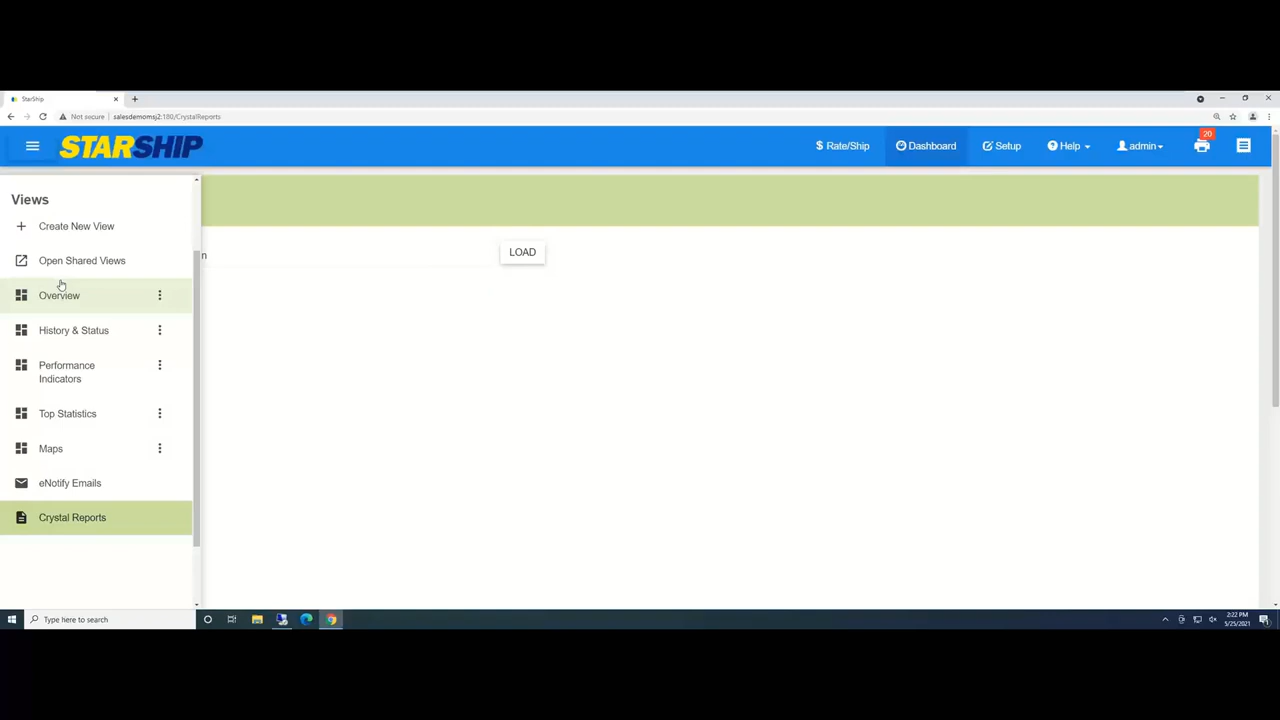 StarShip
Not secure
salesdemomsj2:180/CrystalReports
STARSHIP
$ Rate/Ship
Dashboard
Setup
Help
admin
20
Views
Create New View
Open Shared Views
Overview
History & Status
Performance
Indicators
Top Statistics
Maps
eNotify Emails
Crystal Reports
n
LOAD
Type here to search
2:22 PM
5/25/2021